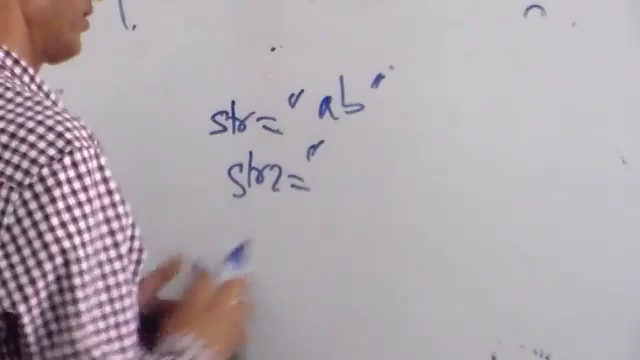 str = "ab"
str2 = "